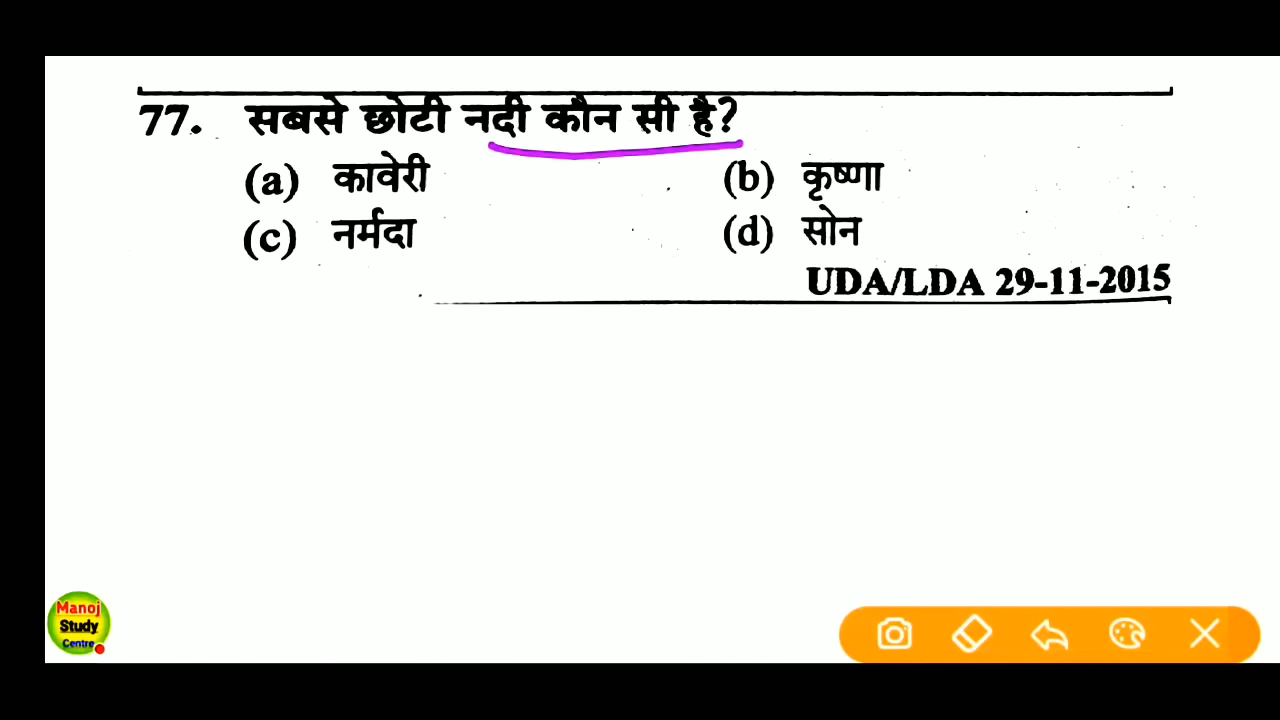 77. सबसे छोटी नदी कौन सी है?
(a) कावेरी (b) कृष्णा
(c) नर्मदा (d) सोन
UDA/LDA 29-11-2015
Manoj
Study
Centre